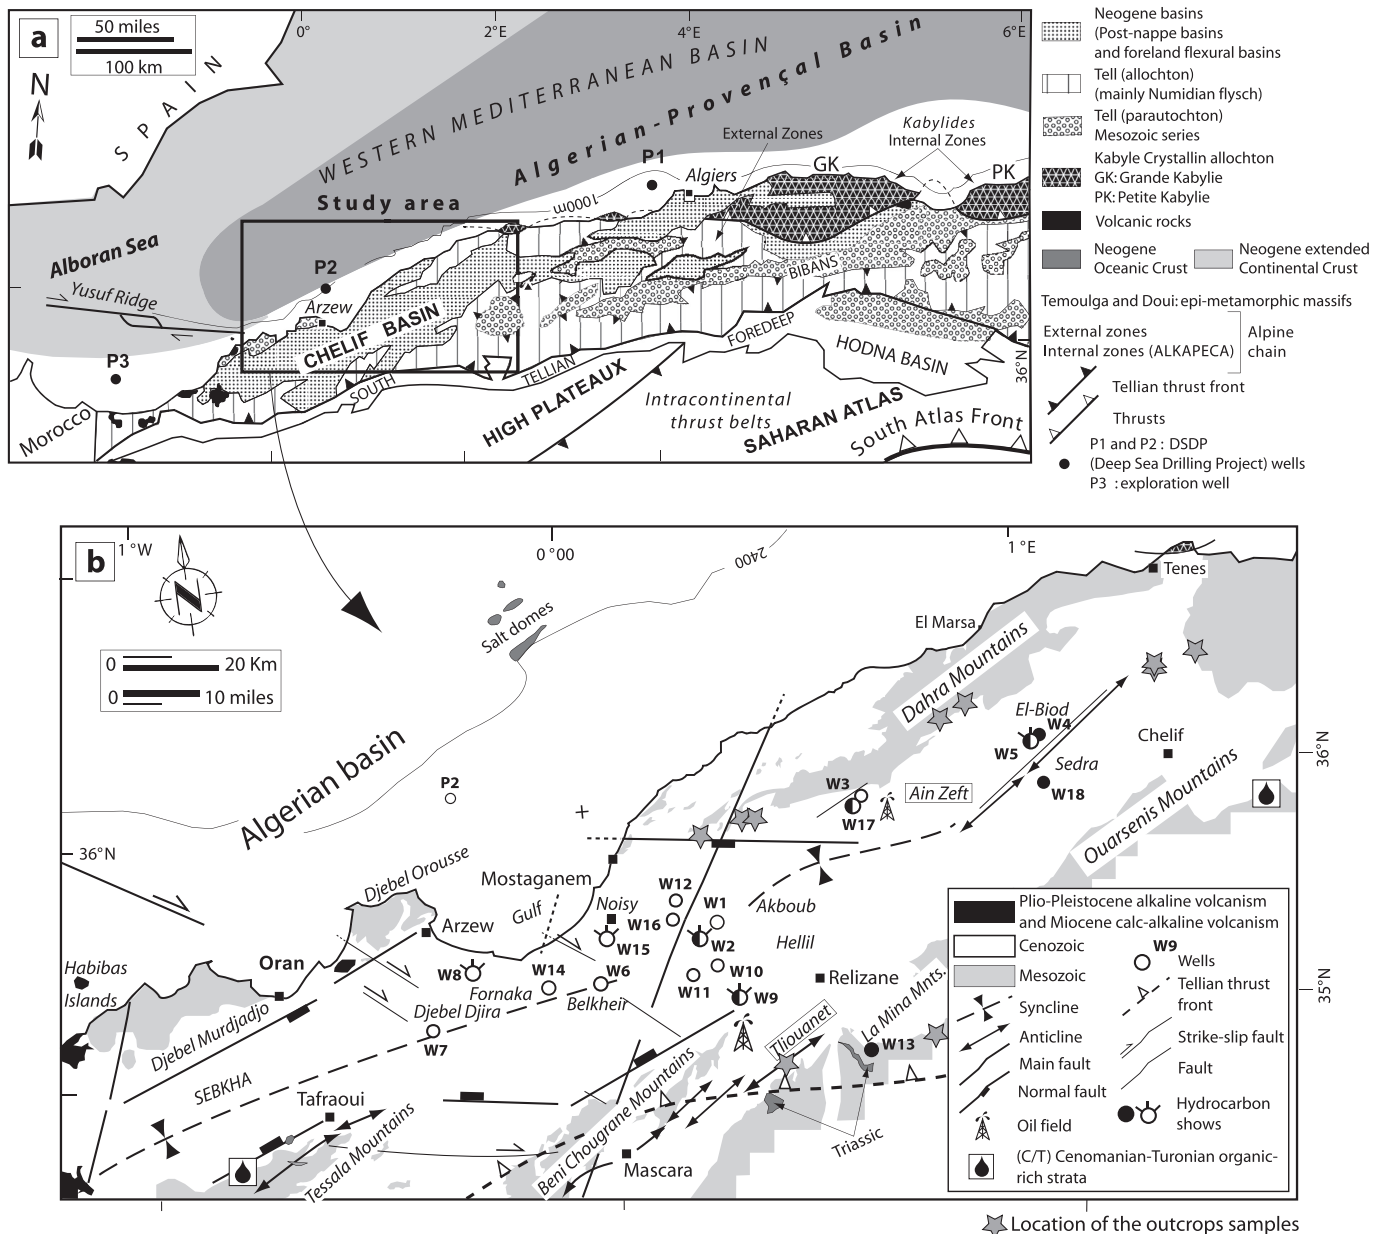 a
50 miles
100 km
N
0°
2°E
4°E
6°E
SPAIN
WESTERN MEDITERRANEAN BASIN
Algerian-Provençal Basin
External Zones
Kabylides
Internal Zones
P1
Algiers
GK
PK
Study area
1000m
Alboran Sea
Yusuf Ridge
P2
Arzew
BIBANS
CHELIF BASIN
FOREDEEP
HODNA BASIN
36°N
P3
SOUTH
TELLIAN
HIGH PLATEAUX
Intracontinental
thrust belts
SAHARAN ATLAS
South Atlas Front
Morocco
Neogene basins
(Post-nappe basins
and foreland flexural basins
Tell (allochton)
(mainly Numidian flysch)
Tell (parautochton)
Mesozoic series
Kabyle Crystallin allochton
GK: Grande Kabylie
PK: Petite Kabylie
Volcanic rocks
Neogene
Oceanic Crust
Neogene extended
Continental Crust
Temoulga and Doui: epi-metamorphic massifs
External zones
Internal zones (ALKAPECA)
Alpine
chain
Tellian thrust front
Thrusts
P1 and P2 : DSDP
(Deep Sea Drilling Project) wells
P3 : exploration well
b
1°W
0°00
1°E
N
2400
Tenes
Salt domes
El Marsa
0 20 Km
0 10 miles
Dahra Mountains
El-Biod
W4
W5
Chelif
36°N
Sedra
W18
Algerian basin
P2
W3
W17
Ain Zeft
Ouarsenis Mountains
36°N
Djebel Orousse
Mostaganem
W12
Arzew
Gulf
Noisy
W16
W1
Akboub
W15
W2
Hellil
Oran
Habibas
Islands
W8
W14
W6
W10
W11
W9
Relizane
35°N
Fornaka
Belkheir
Djebel Djira
W7
La Mina Mnts.
Djebel Murdjadjo
Tliouanet
W13
SEBKHA
Tafraoui
Tessala Mountains
Beni Chougrane Mountains
Mascara
Triassic
Plio-Pleistocene alkaline volcanism
and Miocene calc-alkaline volcanism
Cenozoic
Mesozoic
Syncline
Anticline
Main fault
Normal fault
Oil field
(C/T) Cenomanian-Turonian organic-
rich strata
W9
Wells
Tellian thrust
front
Strike-slip fault
Fault
Hydrocarbon
shows
Location of the outcrops samples